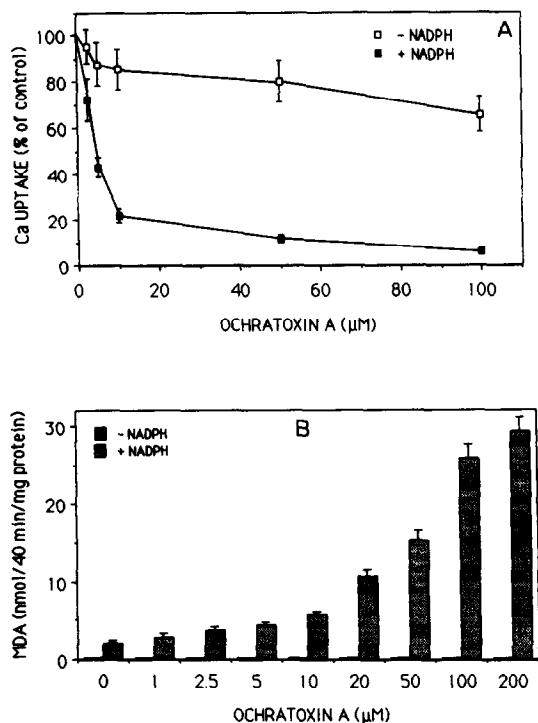 A
- NADPH
+ NADPH
Ca UPTAKE (% of control)
100
80
60
40
20
0
0 20 40 60 80 100
OCHRATOXIN A (µM)
B
- NADPH
+ NADPH
MDA (nmol/40 min/mg protein)
30
20
10
0
0 1 2.5 5 10 20 50 100 200
OCHRATOXIN A (µM)